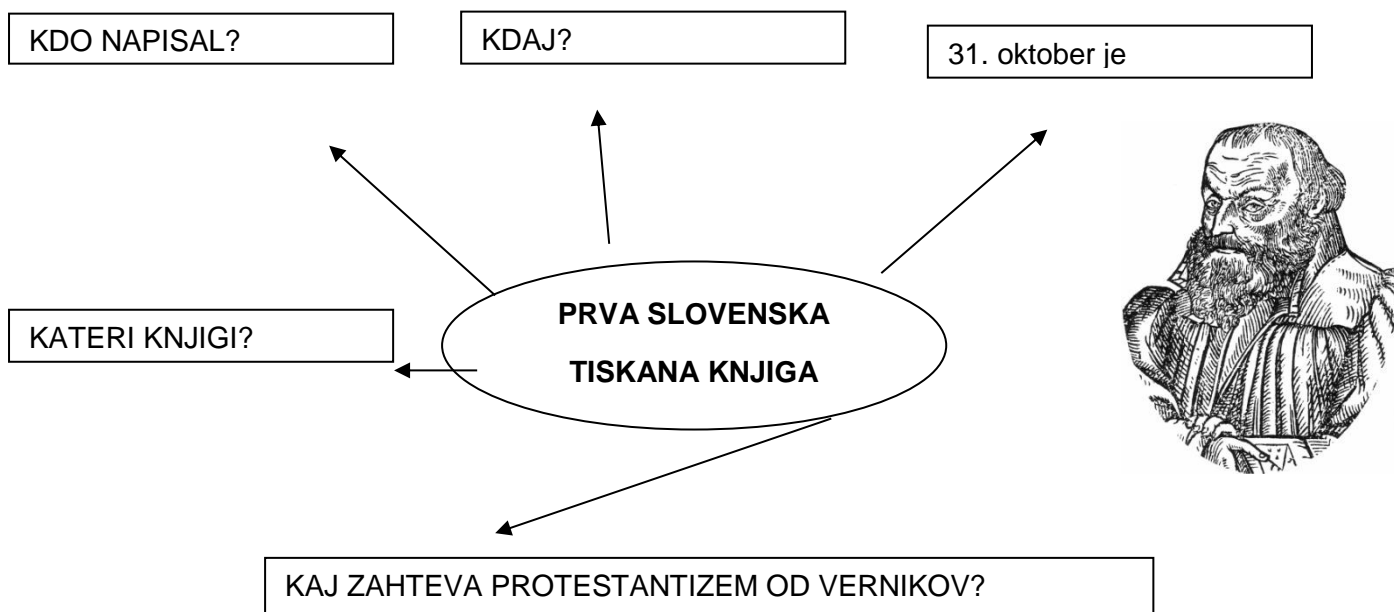 KDO NAPISAL?
KDAJ?
31. oktober je
PRVA SLOVENSKA
TISKANA KNJIGA
KATERI KNJIGI?
KAJ ZAHTEVA PROTESTANTIZEM OD VERNIKOV?